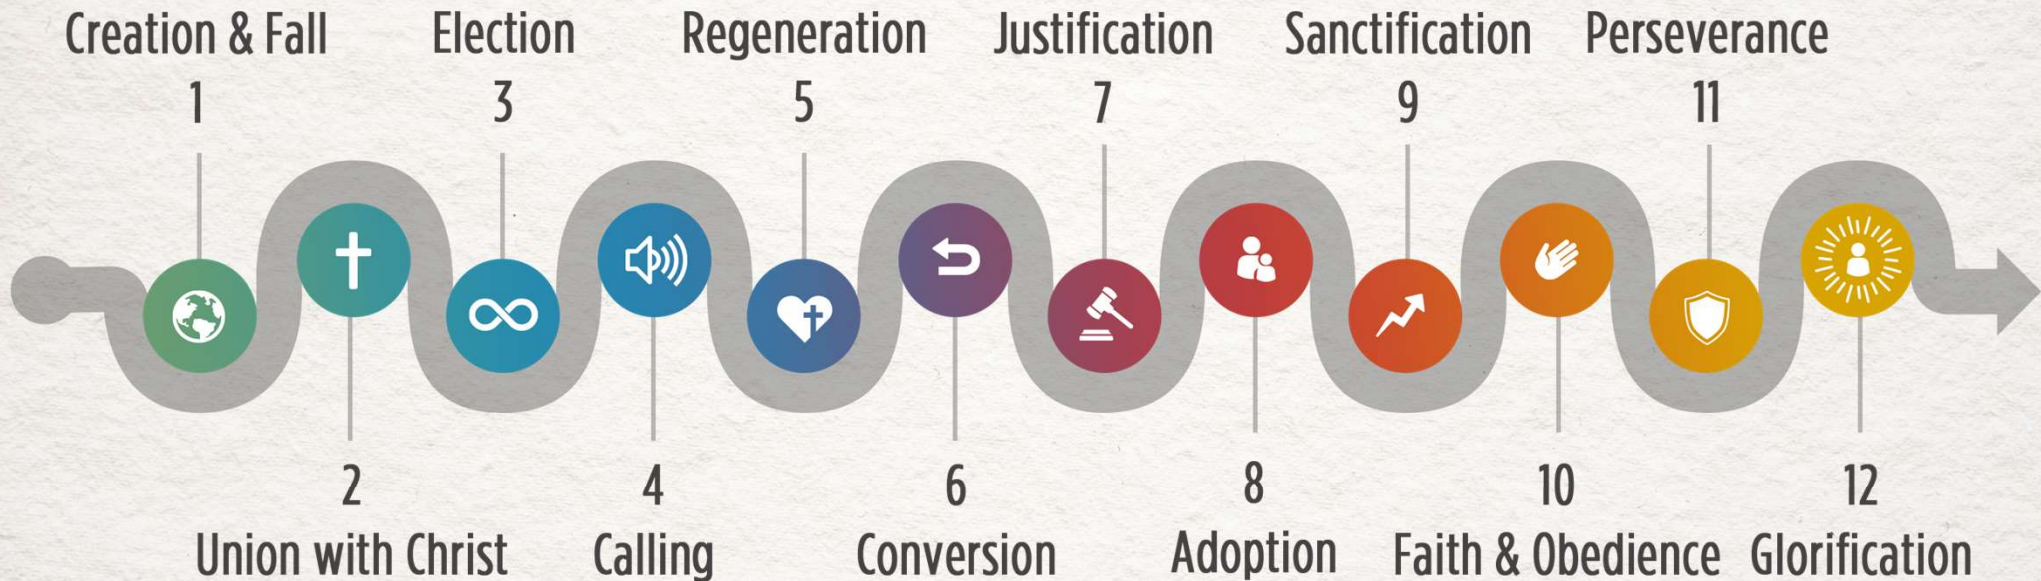 Creation & Fall Election Regeneration Justification Sanctification Perseverance
1 3 5 7 9 11
2 4 6 8 10 12
Union with Christ Calling Conversion Adoption Faith & Obedience Glorification